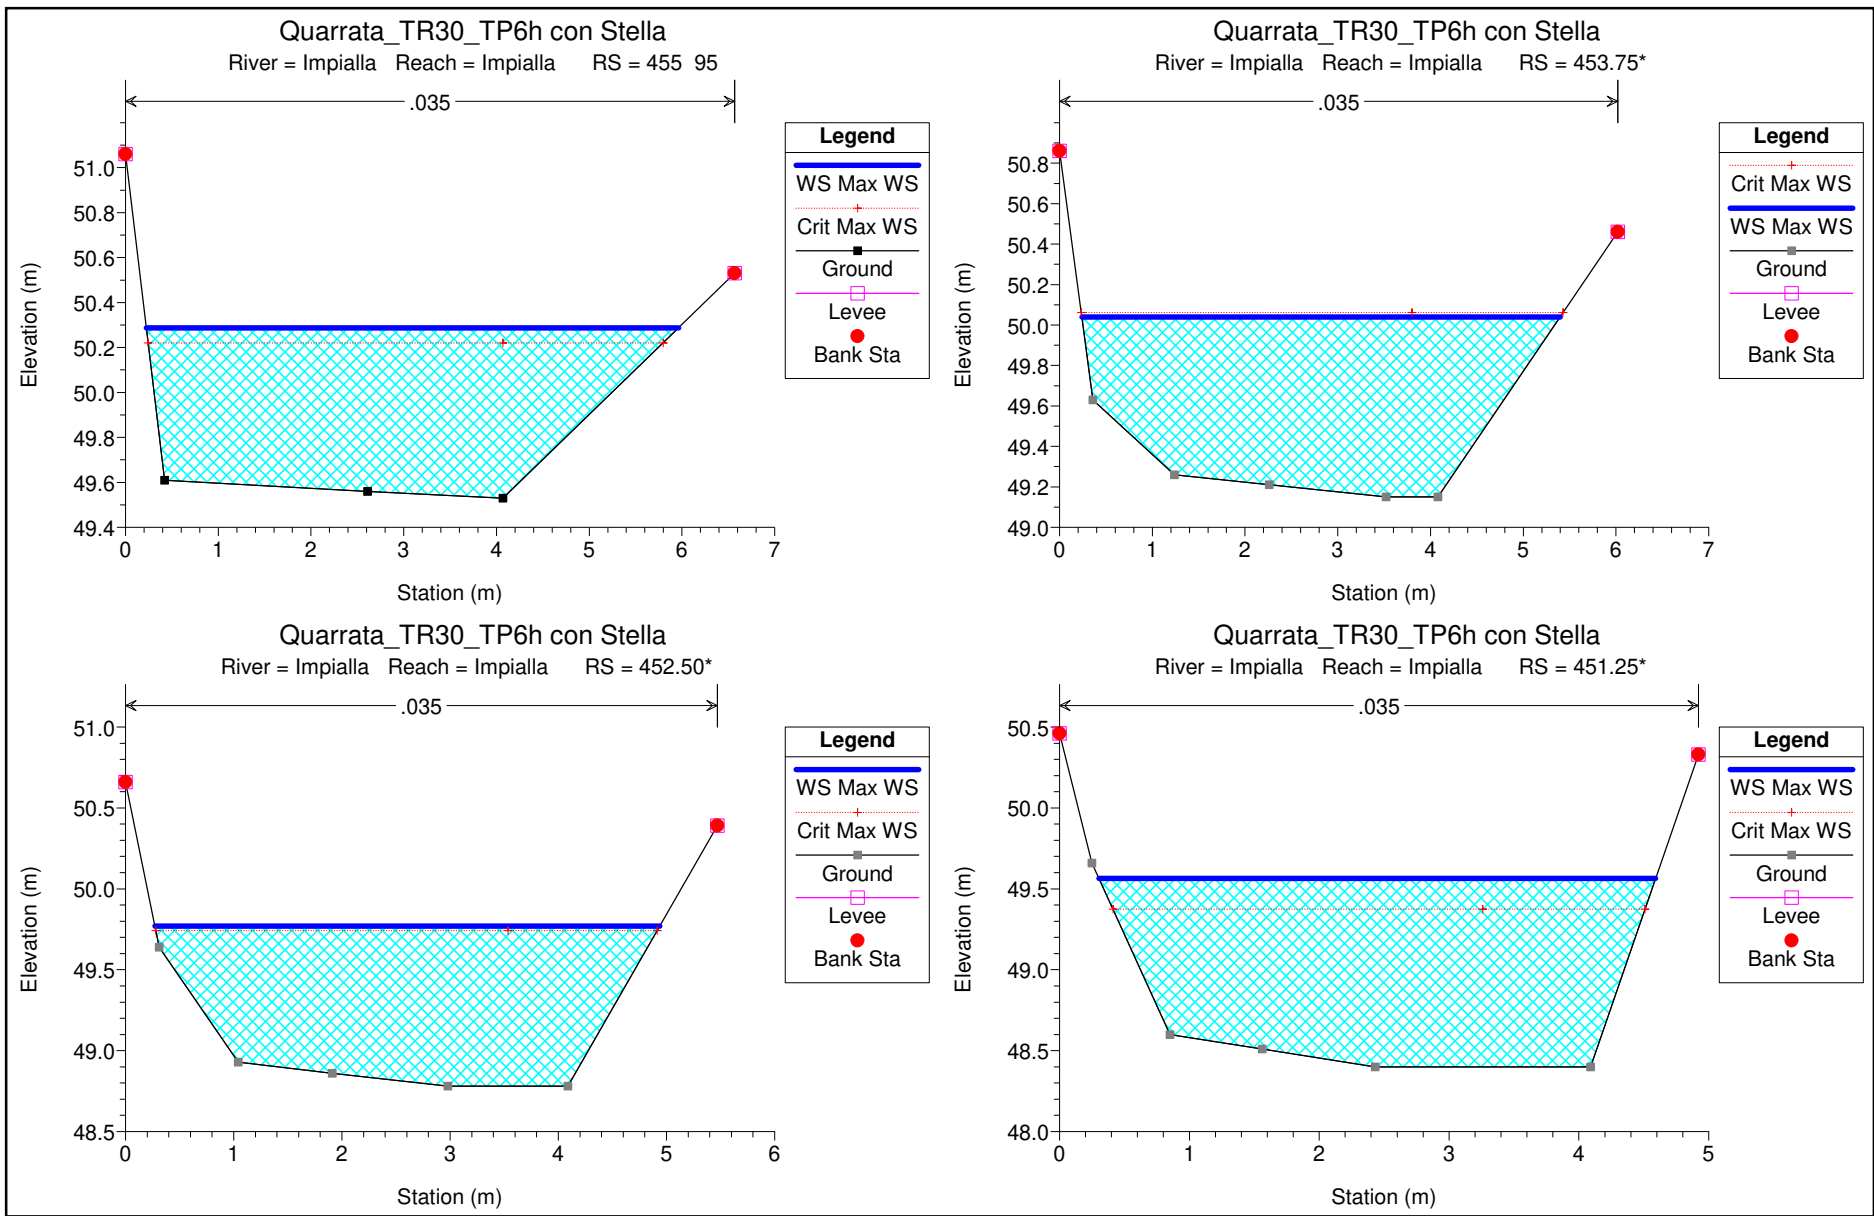 Quarrata_TR30_TP6h con Stella
River = Impialla Reach = Impialla RS = 455 95
.035
Legend
WS Max WS
Crit Max WS
Ground
Levee
Bank Sta
51.0
50.8
50.6
50.4
50.2
50.0
49.8
49.6
49.4
0 1 2 3 4 5 6 7
Elevation (m)
Station (m)
Quarrata_TR30_TP6h con Stella
River = Impialla Reach = Impialla RS = 453.75*
.035
Legend
Crit Max WS
WS Max WS
Ground
Levee
Bank Sta
50.8
50.6
50.4
50.2
50.0
49.8
49.6
49.4
49.2
49.0
0 1 2 3 4 5 6 7
Elevation (m)
Station (m)
Quarrata_TR30_TP6h con Stella
River = Impialla Reach = Impialla RS = 452.50*
.035
Legend
WS Max WS
Crit Max WS
Ground
Levee
Bank Sta
51.0
50.5
50.0
49.5
49.0
48.5
0 1 2 3 4 5 6
Elevation (m)
Station (m)
Quarrata_TR30_TP6h con Stella
River = Impialla Reach = Impialla RS = 451.25*
.035
Legend
WS Max WS
Crit Max WS
Ground
Levee
Bank Sta
50.5
50.0
49.5
49.0
48.5
48.0
0 1 2 3 4 5
Elevation (m)
Station (m)